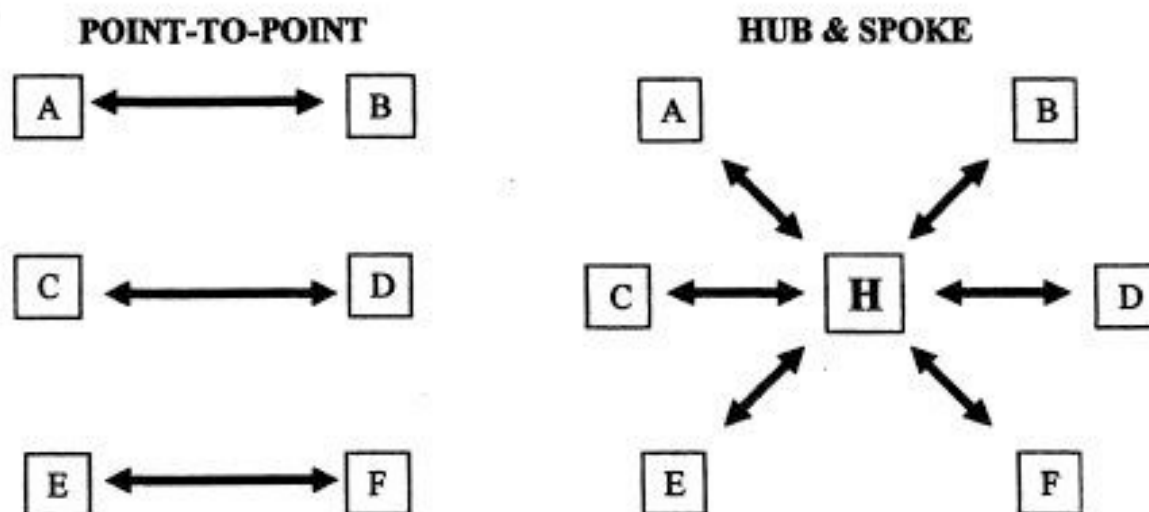 POINT-TO-POINT
A B
C D
E F
HUB & SPOKE
A B
C H D
E F